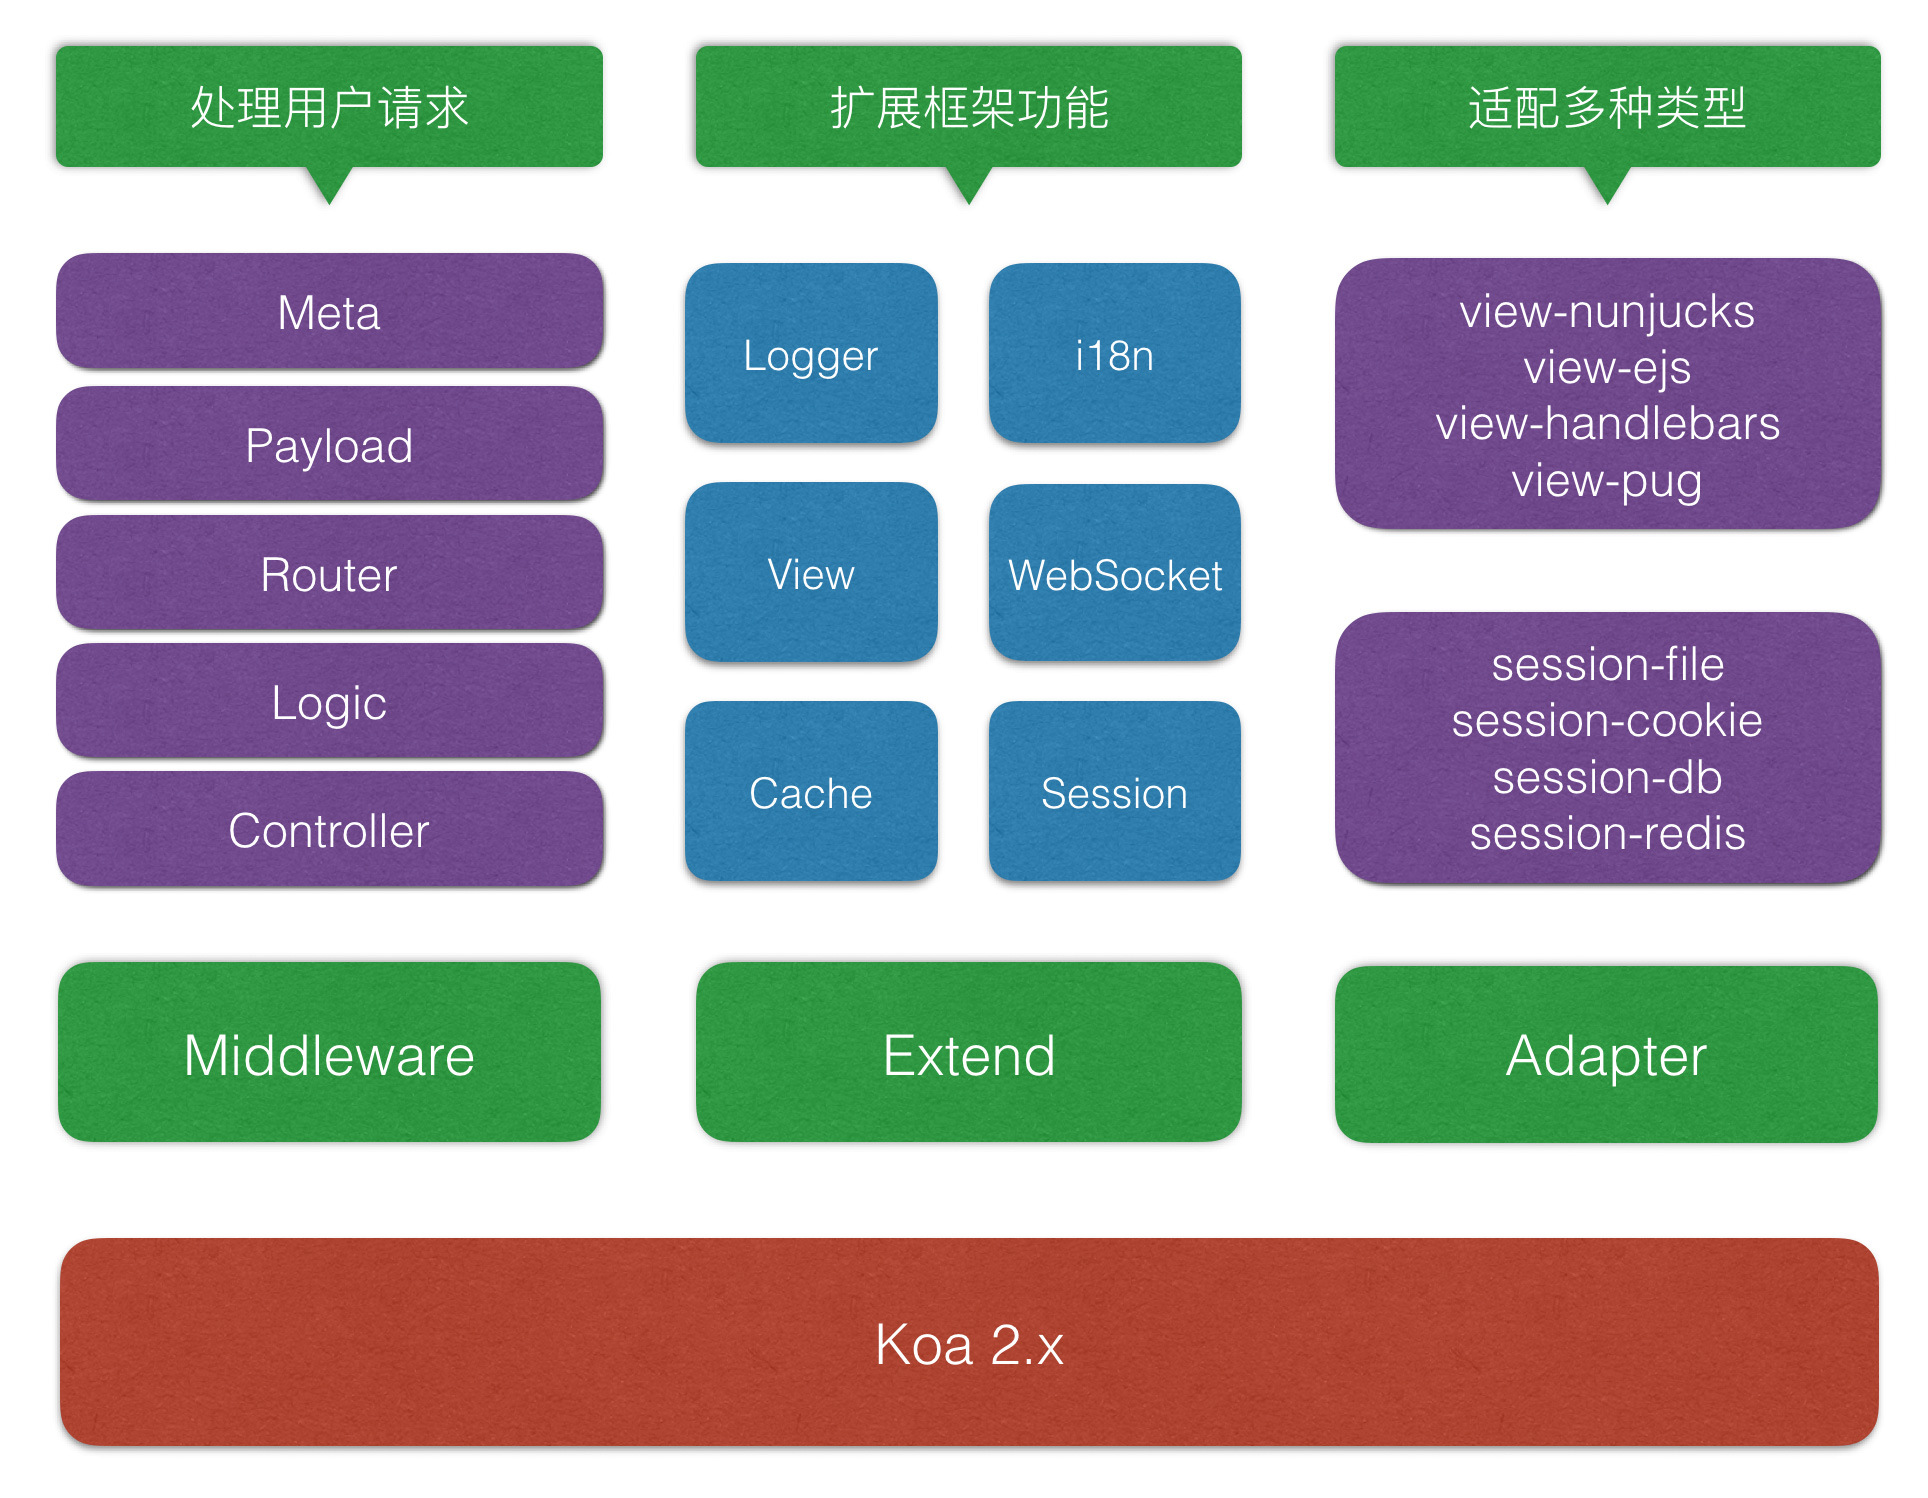 处理用户请求
扩展框架功能
适配多种类型
Meta
Payload
Router
Logic
Controller
Logger
i18n
View
WebSocket
Cache
Session
view-nunjucks
view-ejs
view-handlebars
view-pug
session-file
session-cookie
session-db
session-redis
Middleware
Extend
Adapter
Koa 2.x